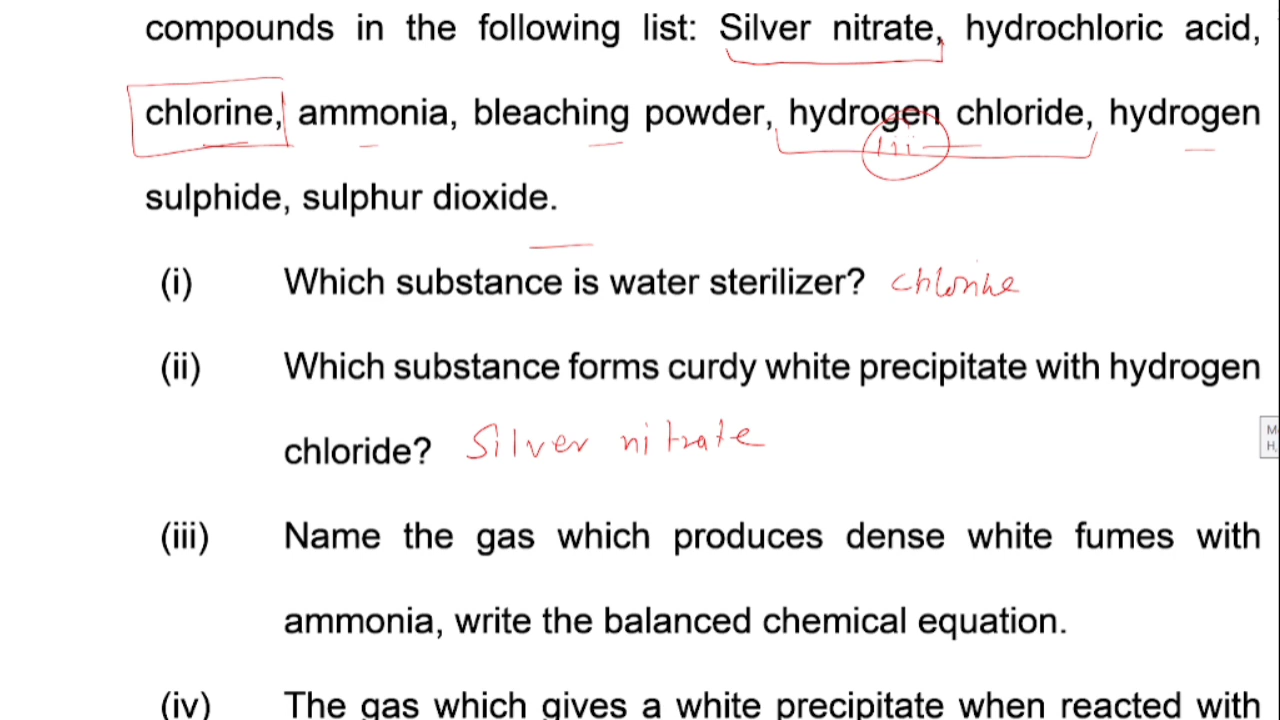 compounds in the following list: Silver nitrate, hydrochloric acid,
chlorine, ammonia, bleaching powder, hydrogen chloride, hydrogen
iii
sulphide, sulphur dioxide.
(i) Which substance is water sterilizer? chlorine
(ii) Which substance forms curdy white precipitate with hydrogen
chloride? Silver nitrate
(iii) Name the gas which produces dense white fumes with
ammonia, write the balanced chemical equation.
(iv) The gas which gives a white precipitate when reacted with